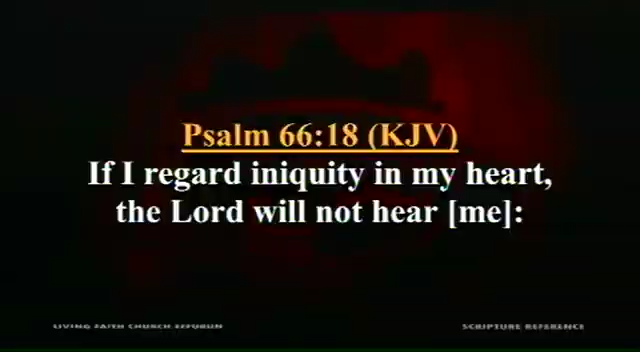 Psalm 66:18 (KJV)
If I regard iniquity in my heart,
the Lord will not hear [me]:
LIVING FAITH CHURCH KEFURUN
SCRIPTURE REFERENCE